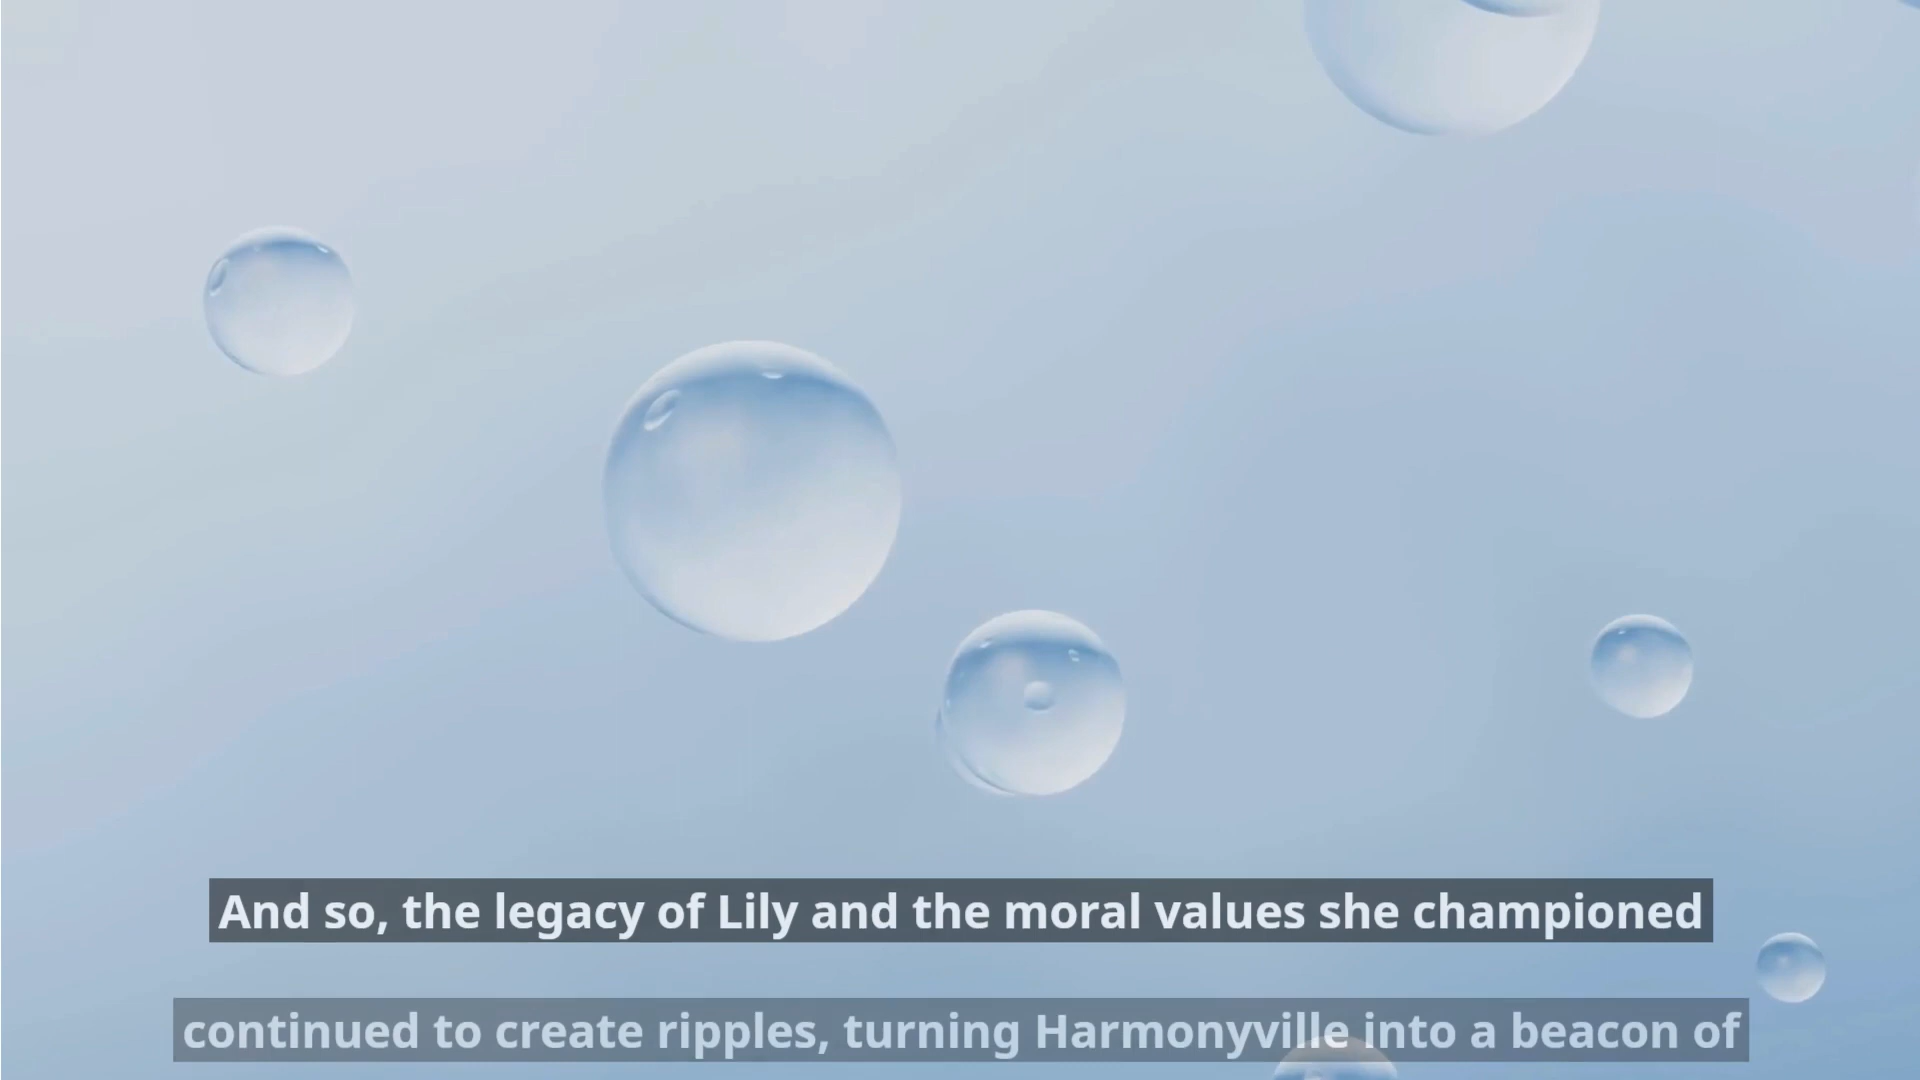 And so, the legacy of Lily and the moral values she championed
continued to create ripples, turning Harmonyville into a beacon of